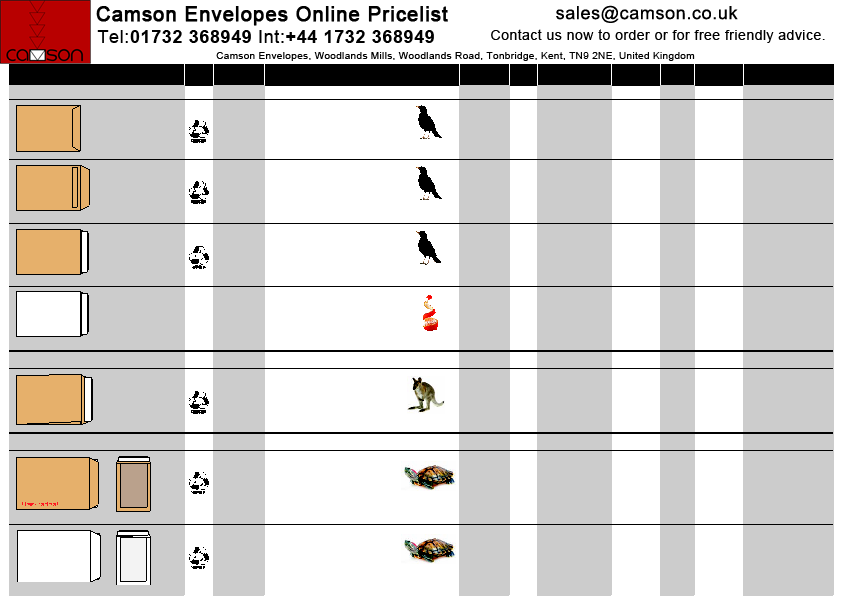 camson
Camson Envelopes Online Pricelist
Tel:01732 368949 Int:+44 1732 368949
sales@camson.co.uk
Contact us now to order or for free friendly advice.
Camson Envelopes, Woodlands Mills, Woodlands Road, Tonbridge, Kent, TN9 2NE, United Kingdom